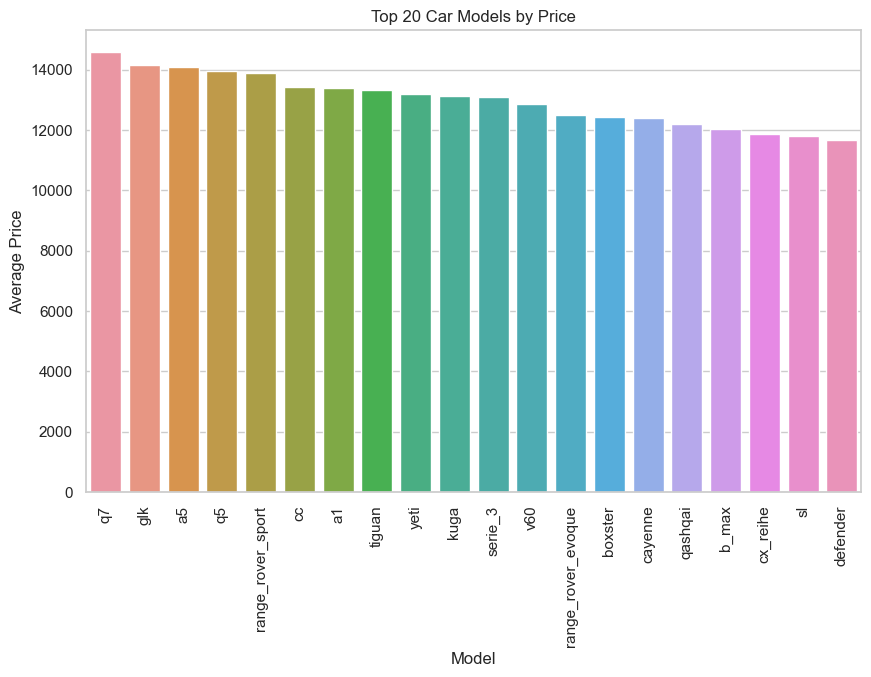 Top 20 Car Models by Price
Average Price
14000
12000
10000
8000
6000
4000
2000
0
q7
glk
a5
q5
range_rover_sport
cc
a1
tiguan
yeti
kuga
serie_3
v60
range_rover_evoque
boxster
cayenne
qashqai
b_max
cx_reihe
sl
defender
Model